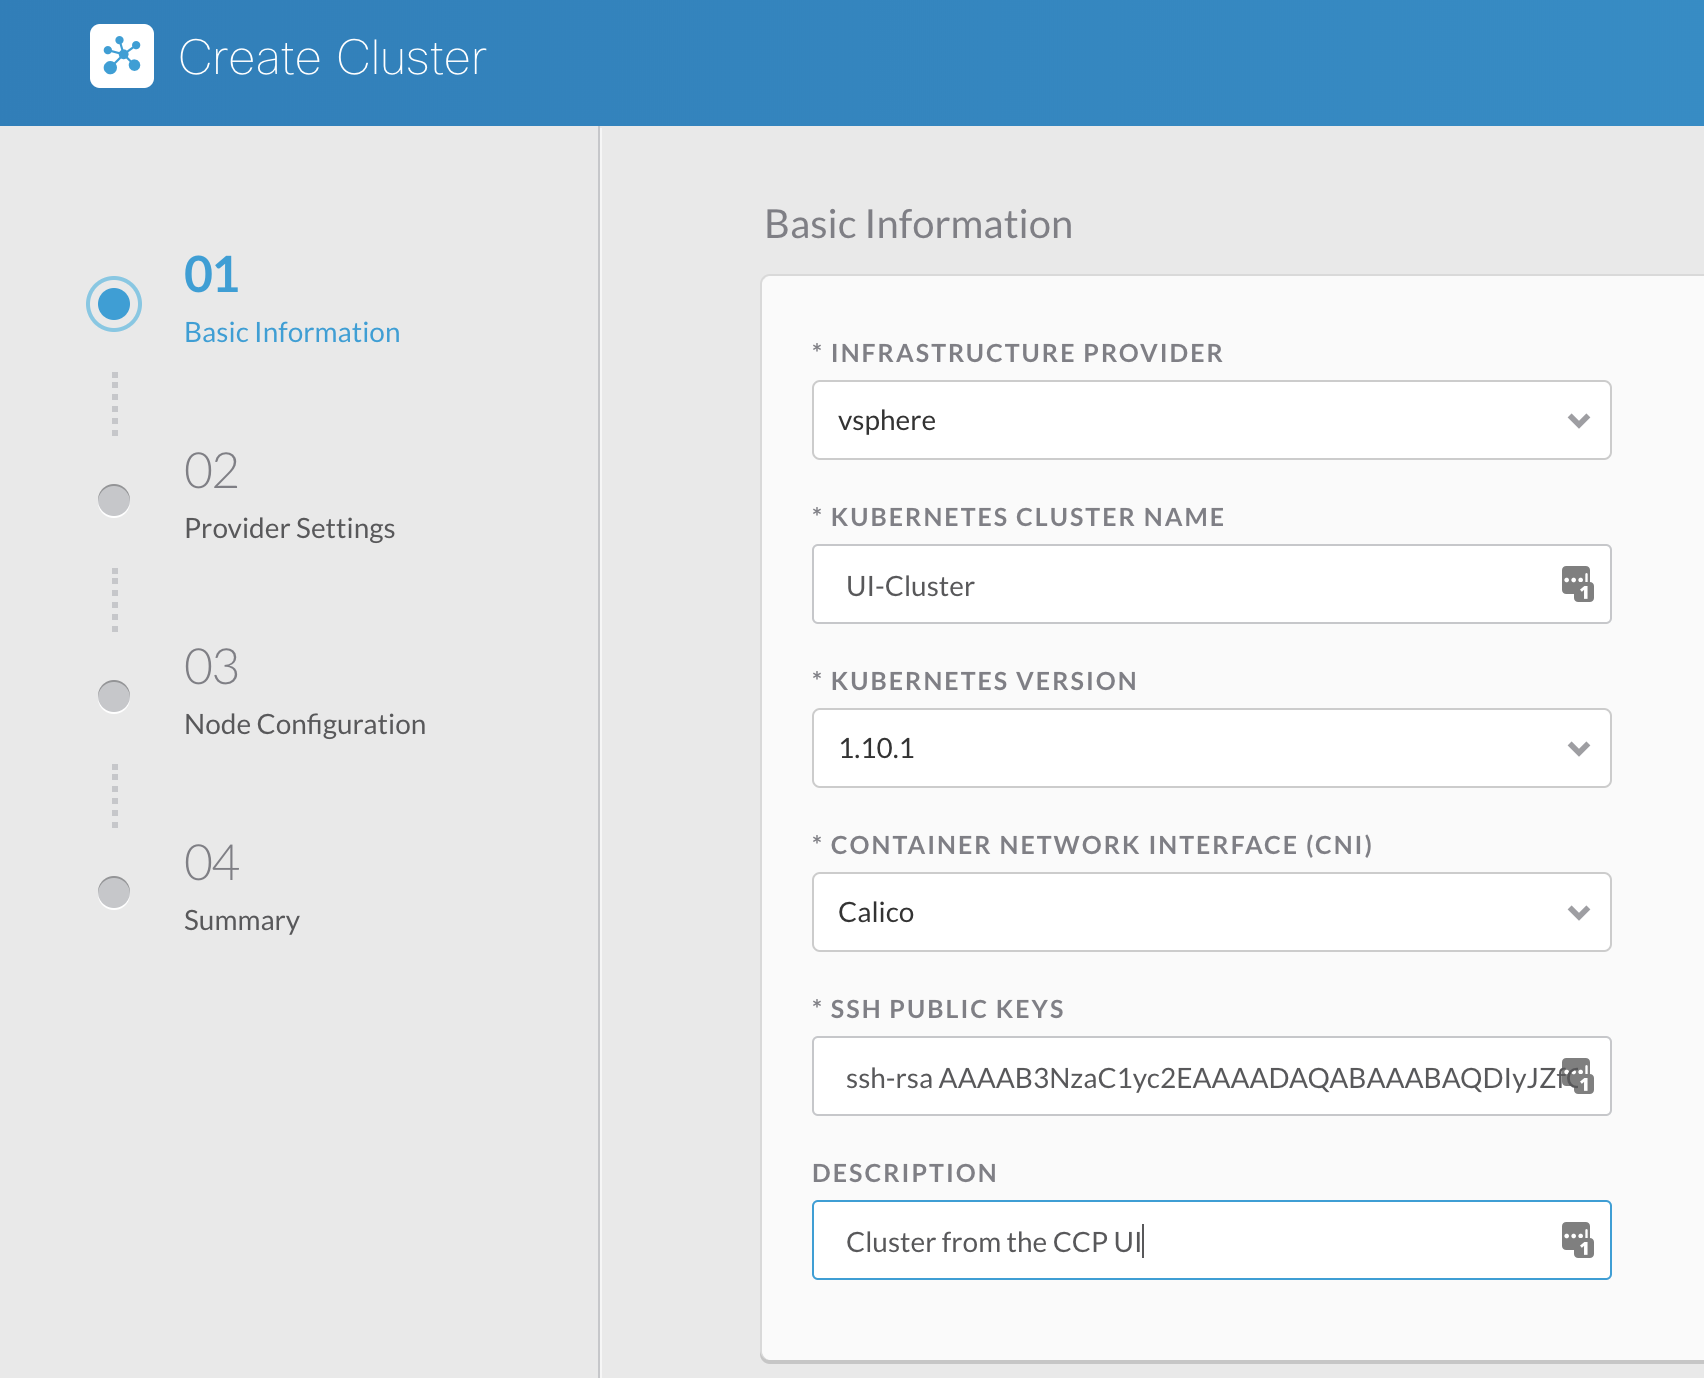 Create Cluster
01
Basic Information
02
Provider Settings
03
Node Configuration
04
Summary
Basic Information
* INFRASTRUCTURE PROVIDER
vsphere
* KUBERNETES CLUSTER NAME
UI-Cluster
* KUBERNETES VERSION
1.10.1
* CONTAINER NETWORK INTERFACE (CNI)
Calico
* SSH PUBLIC KEYS
ssh-rsa AAAAB3NzaC1yc2EAAAADAQABAAABAQDIyJZfC
DESCRIPTION
Cluster from the CCP UI